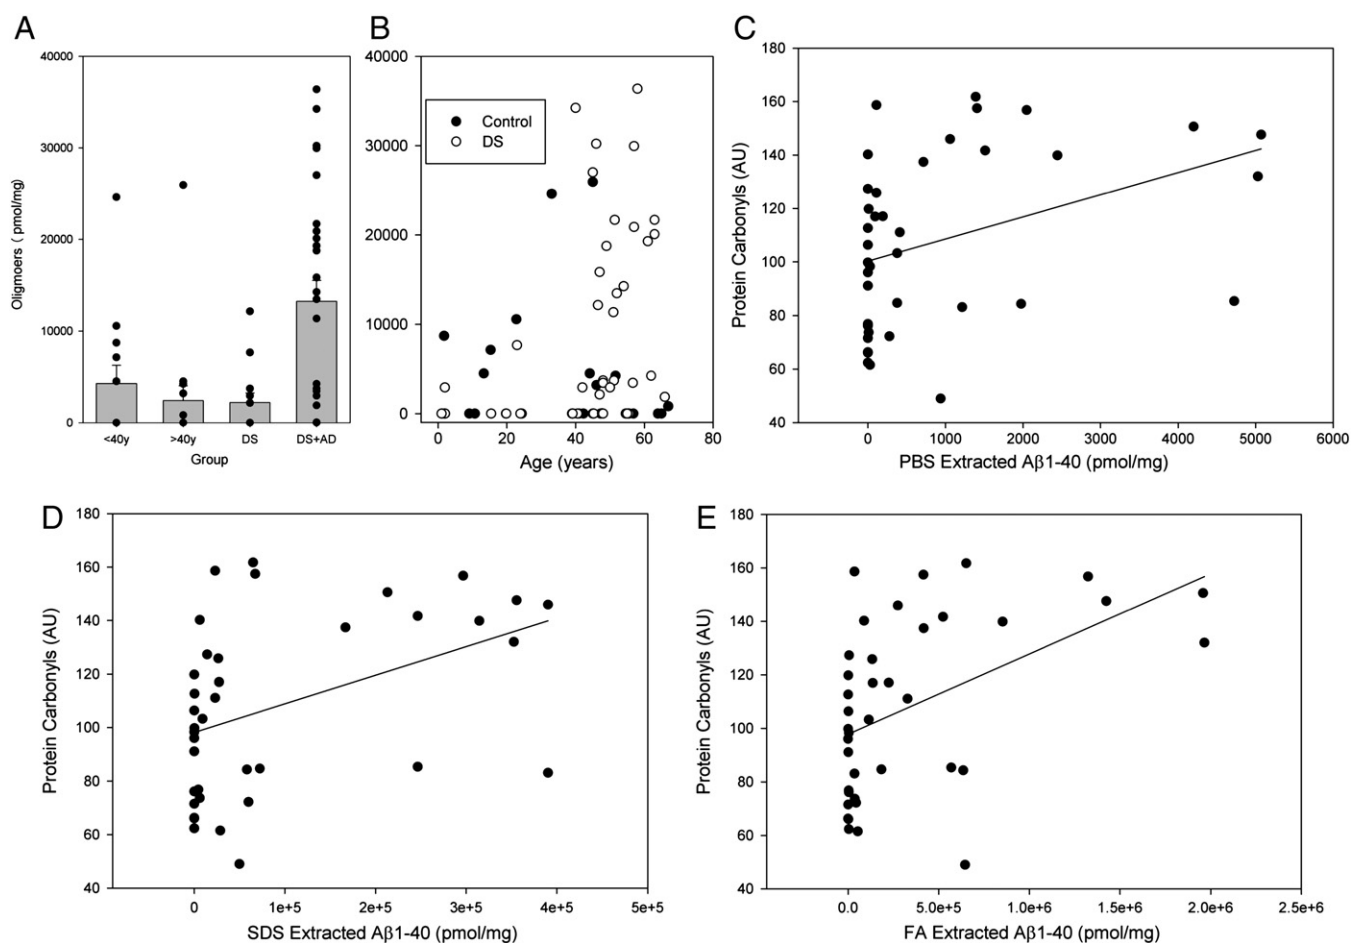 A
40000
30000
20000
10000
0
Oligmoers ( pmol/mg)
<40y
>40y
DS
DS+AD
Group
B
40000
30000
20000
10000
0
Control
DS
0
20
40
60
80
Age (years)
C
180
160
140
120
100
80
60
40
Protein Carbonyls (AU)
0
1000
2000
3000
4000
5000
6000
PBS Extracted Aβ1-40 (pmol/mg)
D
180
160
140
120
100
80
60
40
Protein Carbonyls (AU)
0
1e+5
2e+5
3e+5
4e+5
5e+5
SDS Extracted Aβ1-40 (pmol/mg)
E
180
160
140
120
100
80
60
40
Protein Carbonyls (AU)
0.0
5.0e+5
1.0e+6
1.5e+6
2.0e+6
2.5e+6
FA Extracted Aβ1-40 (pmol/mg)